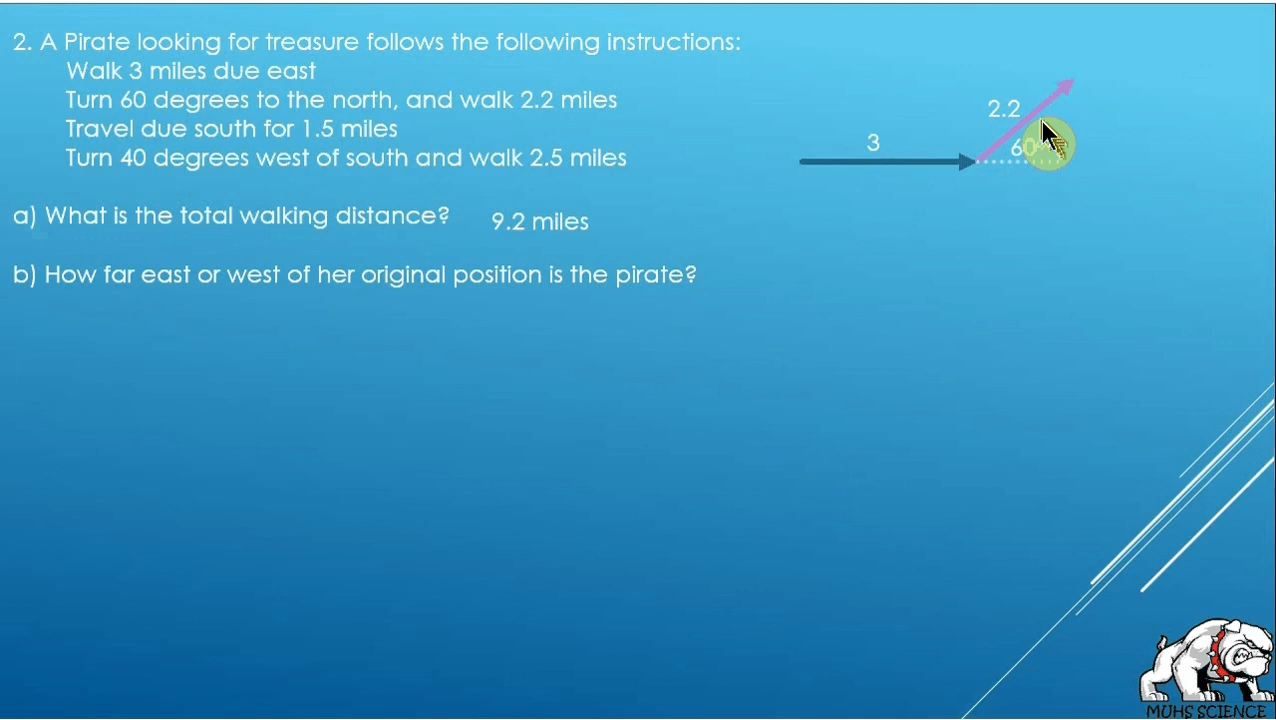 2. A Pirate looking for treasure follows the following instructions:
Walk 3 miles due east
Turn 60 degrees to the north, and walk 2.2 miles
Travel due south for 1.5 miles
Turn 40 degrees west of south and walk 2.5 miles
2.2
3
60
a) What is the total walking distance? 9.2 miles
b) How far east or west of her original position is the pirate?
MUHS SCIENCE